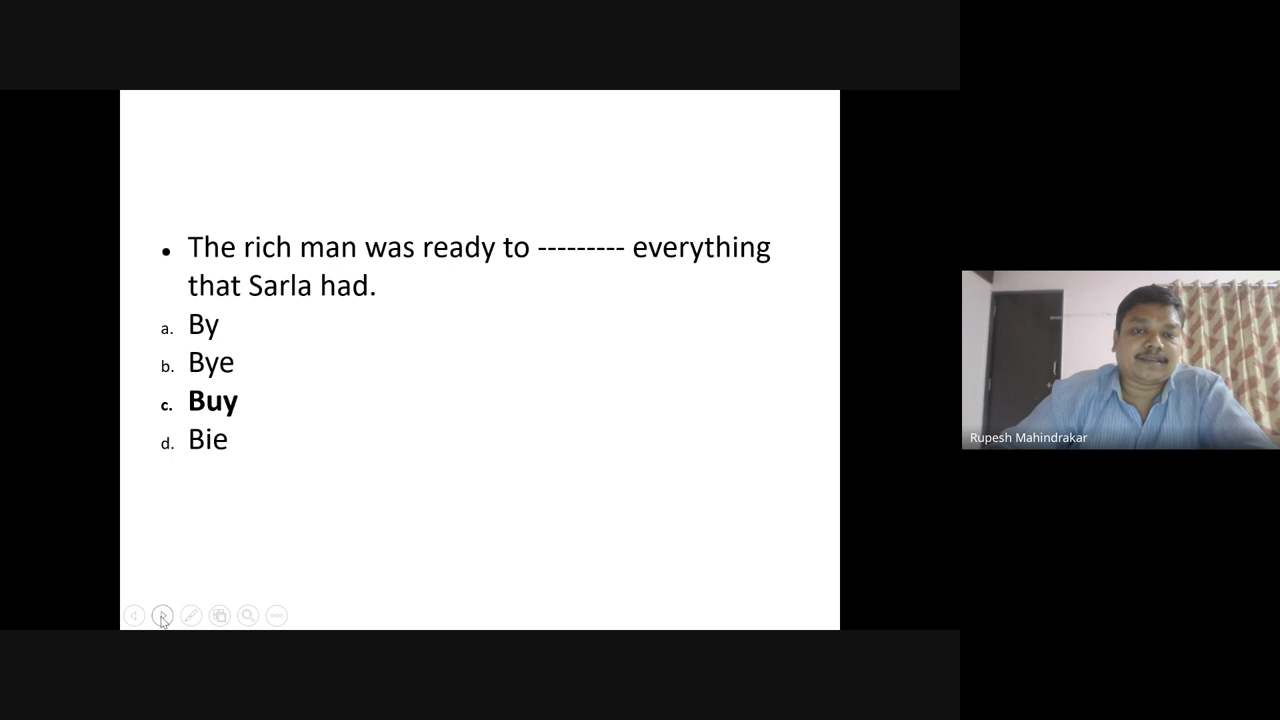 • The rich man was ready to --------- everything
that Sarla had.
a. By
b. Bye
c. Buy
d. Bie
Rupesh Mahindrakar